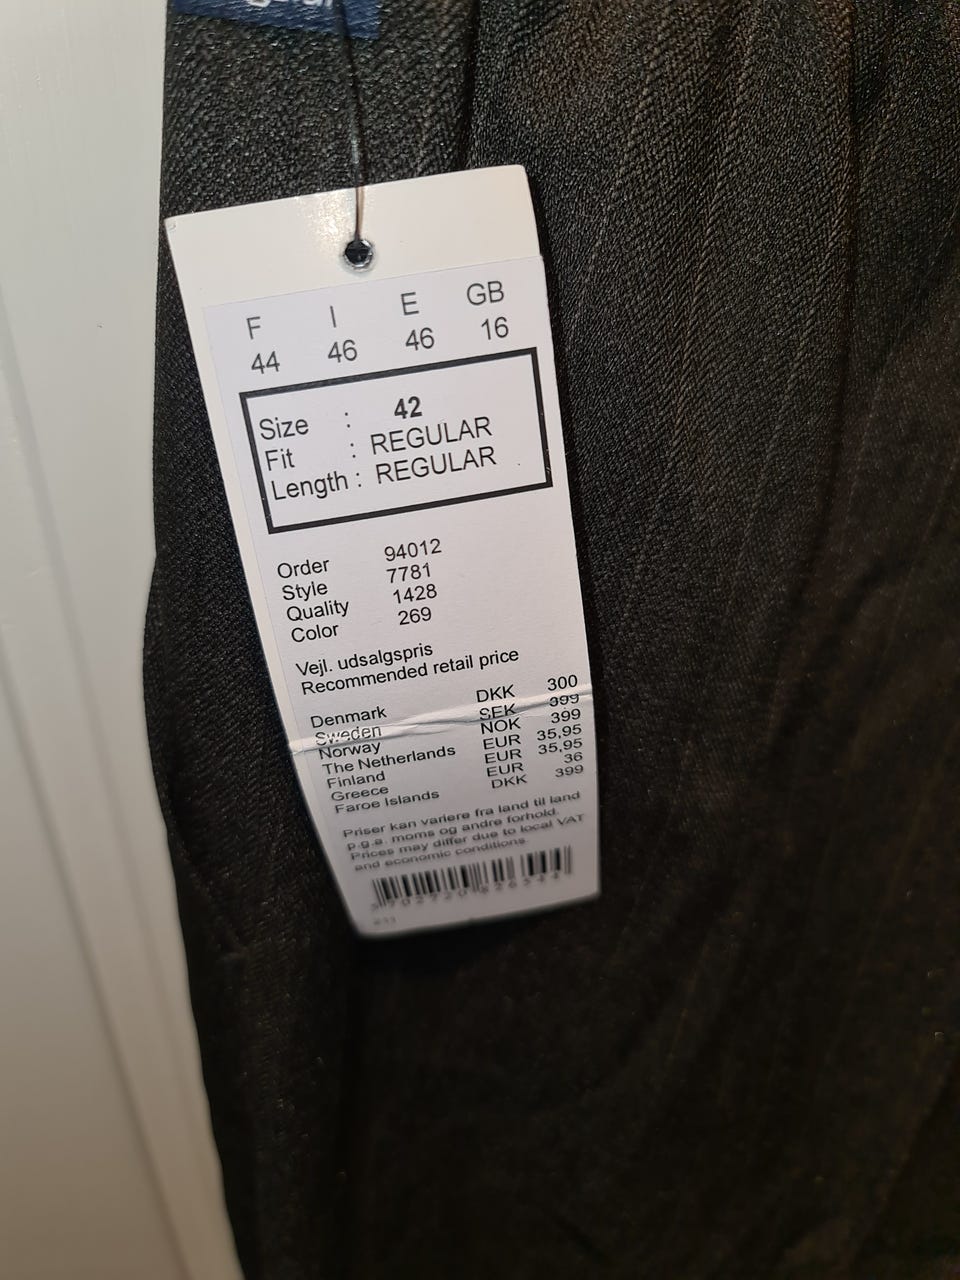 F I E GB
44 46 46 16
Size : 42
Fit : REGULAR
Length : REGULAR
Order 94012
Style 7781
Quality 1428
Color 269
Vejl. udsalgspris
Recommended retail price
Denmark DKK 300
Sweden SEK 399
Norway NOK 399
The Netherlands EUR 35,95
Finland EUR 35,95
Greece EUR 36
Faroe Islands DKK 399
Priser kan variere fra land til land
p.g.a. moms og andre forhold.
Prices may differ due to local VAT
and economic conditions.